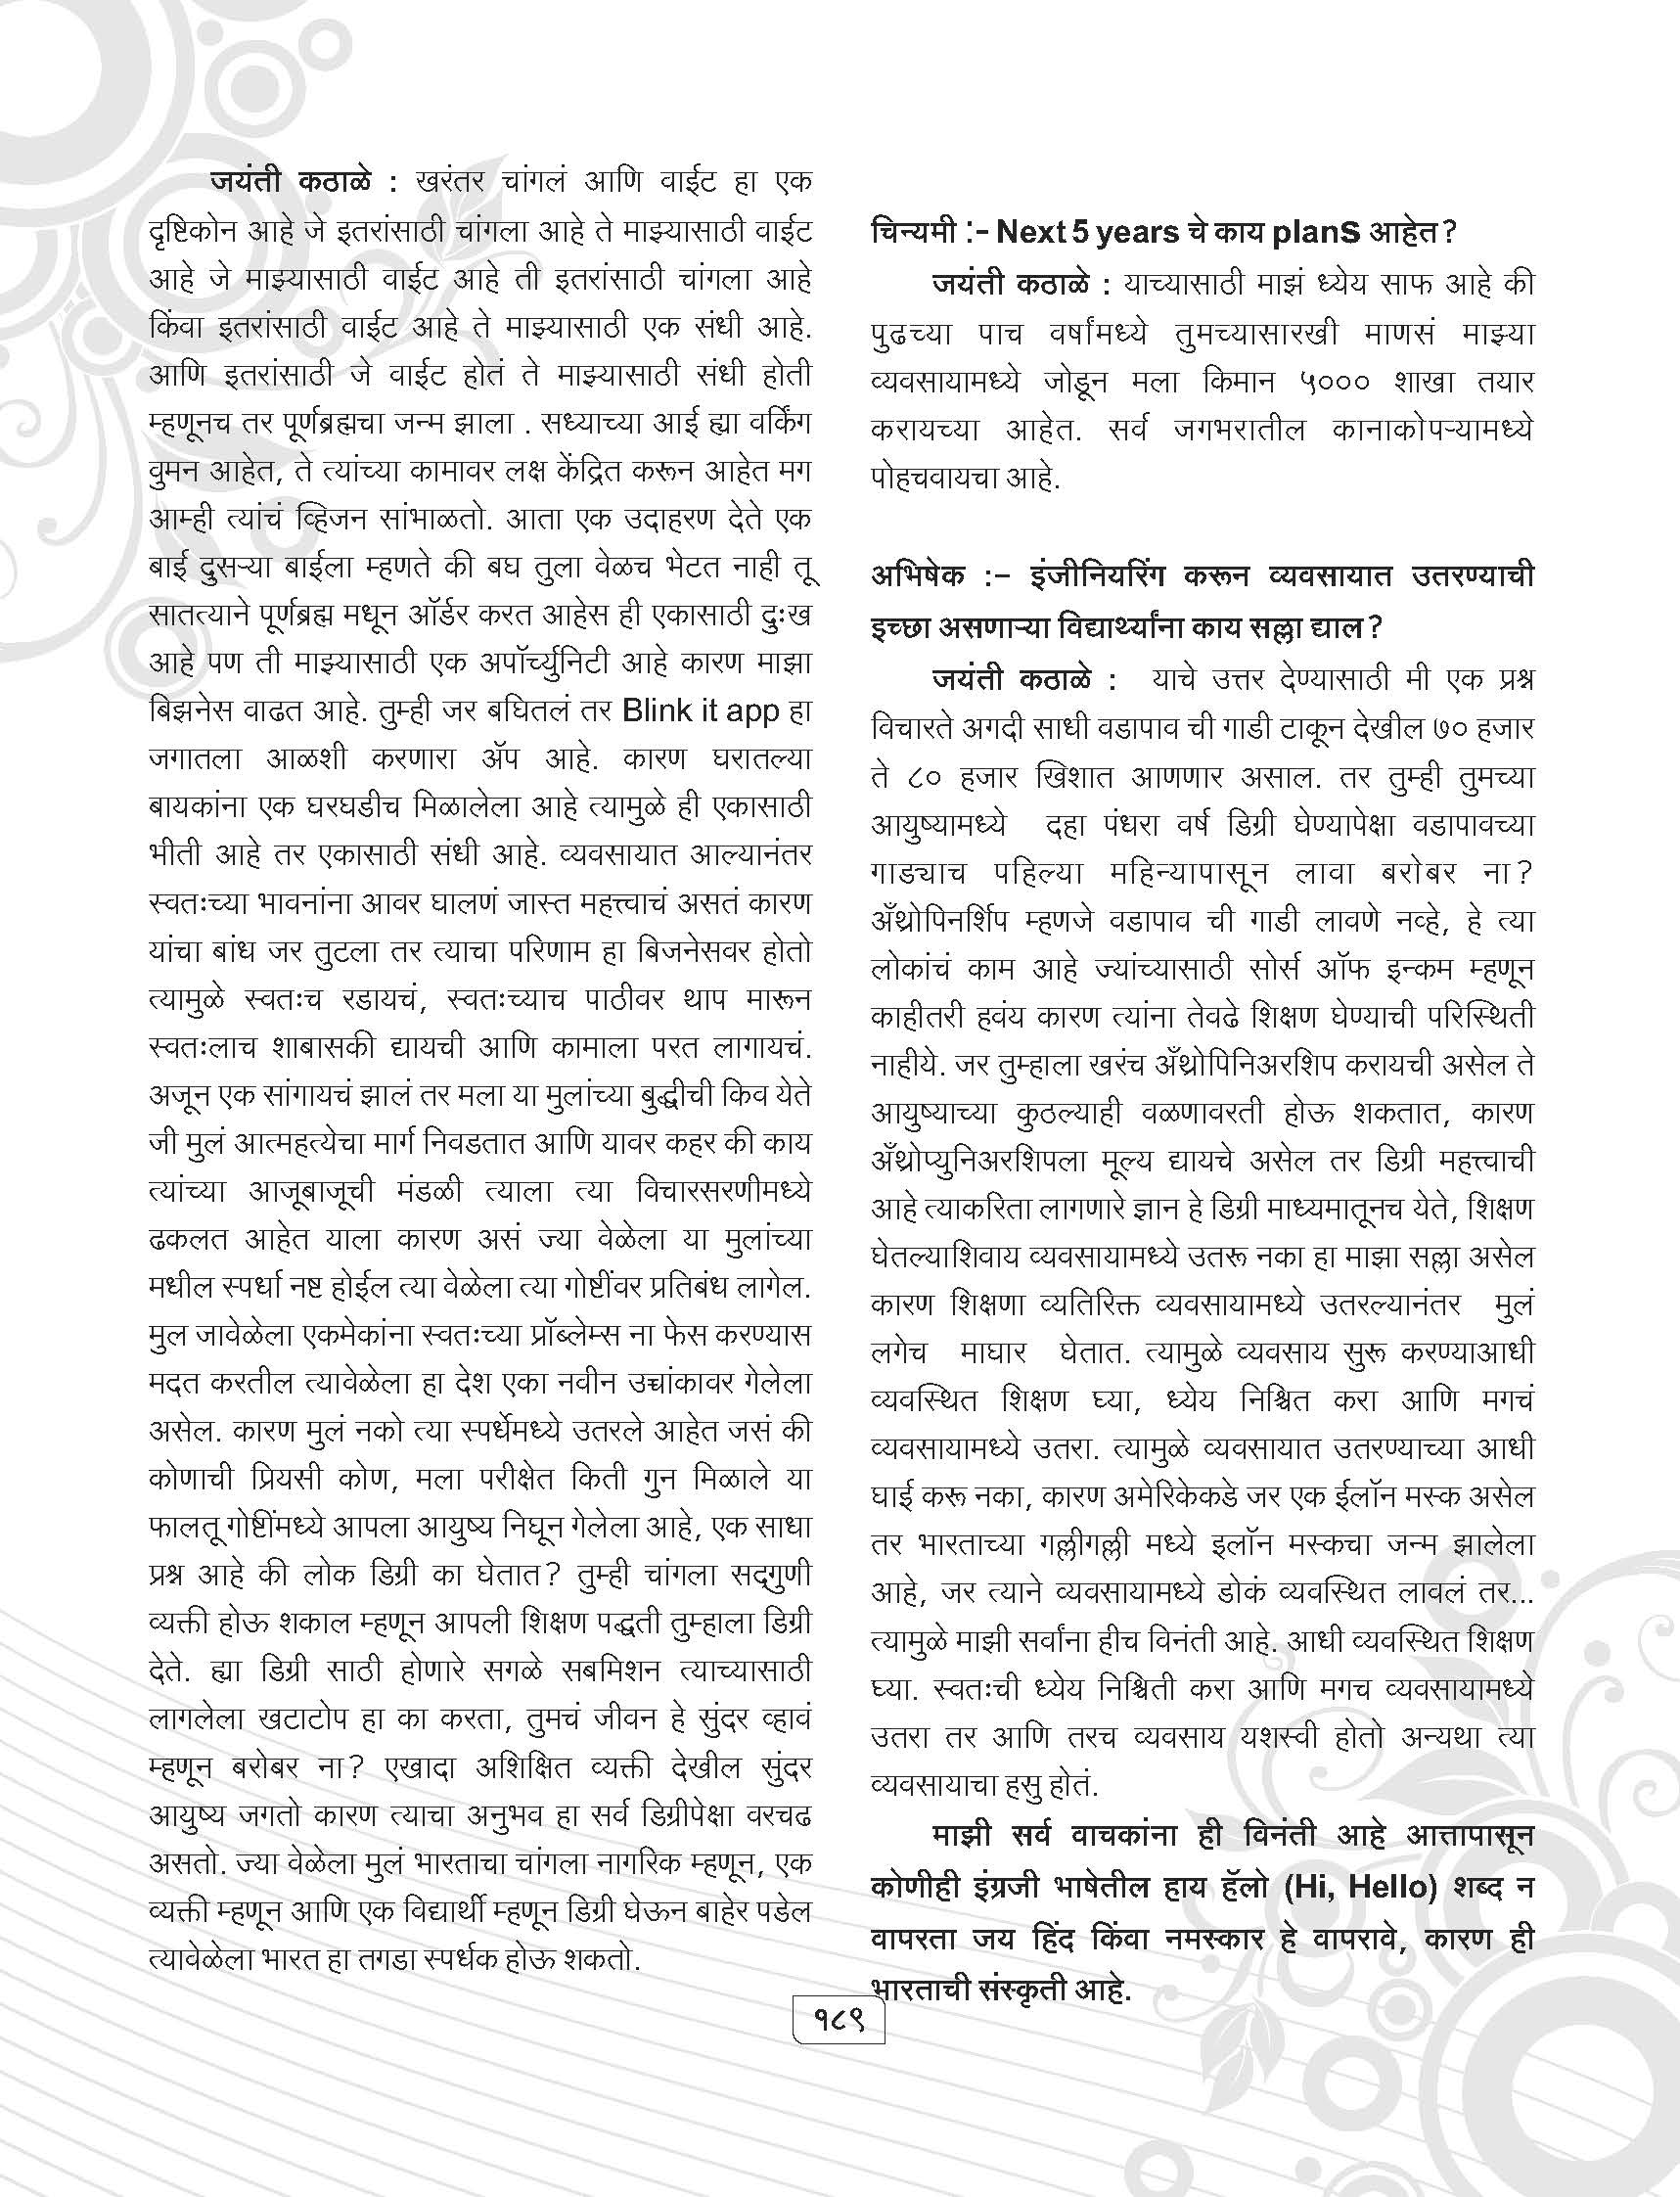 जयंती कठाळे : खरंतर चांगलं आणि वाईट हा एक
दृष्टिकोन आहे जे इतरांसाठी चांगला आहे ते माझ्यासाठी वाईट
आहे जे माझ्यासाठी वाईट आहे ती इतरांसाठी चांगला आहे
किंवा इतरांसाठी वाईट आहे ते माझ्यासाठी एक संधी आहे.
आणि इतरांसाठी जे वाईट होतं ते माझ्यासाठी संधी होती
म्हणूनच तर पूर्णब्रह्मचा जन्म झाला . सध्याच्या आई ह्या वर्किंग
वुमन आहेत, ते त्यांच्या कामावर लक्ष केंद्रित करून आहेत मग
आम्ही त्यांचं व्हिजन सांभाळतो. आता एक उदाहरण देते एक
बाई दुसऱ्या बाईला म्हणते की बघ तुला वेळच भेटत नाही तू
सातत्याने पूर्णब्रह्म मधून ऑर्डर करत आहेस ही एकासाठी दुःख
आहे पण ती माझ्यासाठी एक अपॉर्च्युनिटी आहे कारण माझा
बिझनेस वाढत आहे. तुम्ही जर बघितलं तर Blink it app हा
जगातला आळशी करणारा ॲप आहे. कारण घरातल्या
बायकांना एक घरघडीच मिळालेला आहे त्यामुळे ही एकासाठी
भीती आहे तर एकासाठी संधी आहे. व्यवसायात आल्यानंतर
स्वतःच्या भावनांना आवर घालणं जास्त महत्त्वाचं असतं कारण
यांचा बांध जर तुटला तर त्याचा परिणाम हा बिजनेसवर होतो
त्यामुळे स्वतःच रडायचं, स्वतःच्याच पाठीवर थाप मारून
स्वतःलाच शाबासकी द्यायची आणि कामाला परत लागायचं.
अजून एक सांगायचं झालं तर मला या मुलांच्या बुद्धीची किव येते
जी मुलं आत्महत्येचा मार्ग निवडतात आणि यावर कहर की काय
त्यांच्या आजूबाजूची मंडळी त्याला त्या विचारसरणीमध्ये
ढकलत आहेत याला कारण असं ज्या वेळेला या मुलांच्या
मधील स्पर्धा नष्ट होईल त्या वेळेला त्या गोष्टींवर प्रतिबंध लागेल.
मुल जावेळेला एकमेकांना स्वतःच्या प्रॉब्लेम्स ना फेस करण्यास
मदत करतील त्यावेळेला हा देश एका नवीन उच्चांकावर गेलेला
असेल. कारण मुलं नको त्या स्पर्धेमध्ये उतरले आहेत जसं की
कोणाची प्रियसी कोण, मला परीक्षेत किती गुन मिळाले या
फालतू गोष्टींमध्ये आपला आयुष्य निघून गेलेला आहे, एक साधा
प्रश्न आहे की लोक डिग्री का घेतात? तुम्ही चांगला सद्‌गुणी
व्यक्ती होऊ शकाल म्हणून आपली शिक्षण पद्धती तुम्हाला डिग्री
देते. ह्या डिग्री साठी होणारे सगळे सबमिशन त्याच्यासाठी
लागलेला खटाटोप हा का करता, तुमचं जीवन हे सुंदर व्हावं
म्हणून बरोबर ना? एखादा अशिक्षित व्यक्ती देखील सुंदर
आयुष्य जगतो कारण त्याचा अनुभव हा सर्व डिग्रीपेक्षा वरचढ
असतो. ज्या वेळेला मुलं भारताचा चांगला नागरिक म्हणून, एक
व्यक्ती म्हणून आणि एक विद्यार्थी म्हणून डिग्री घेऊन बाहेर पडेल
त्यावेळेला भारत हा तगडा स्पर्धक होऊ शकतो.
चिन्यमी :- Next 5 years चे काय plans आहेत?
जयंती कठाळे : याच्यासाठी माझं ध्येय साफ आहे की
पुढच्या पाच वर्षांमध्ये तुमच्यासारखी माणसं माझ्या
व्यवसायामध्ये जोडून मला किमान ५००० शाखा तयार
करायच्या आहेत. सर्व जगभरातील कानाकोपऱ्यामध्ये
पोहचवायचा आहे.
अभिषेक :- इंजीनियरिंग करून व्यवसायात उतरण्याची
इच्छा असणाऱ्या विद्यार्थ्यांना काय सल्ला द्याल?
जयंती कठाळे : याचे उत्तर देण्यासाठी मी एक प्रश्न
विचारते अगदी साधी वडापाव ची गाडी टाकून देखील ७० हजार
ते ८० हजार खिशात आणणार असाल. तर तुम्ही तुमच्या
आयुष्यामध्ये दहा पंधरा वर्ष डिग्री घेण्यापेक्षा वडापावच्या
गाड्याच पहिल्या महिन्यापासून लावा बरोबर ना?
अँथ्रोपिनर्शिप म्हणजे वडापाव ची गाडी लावणे नव्हे, हे त्या
लोकांचं काम आहे ज्यांच्यासाठी सोर्स ऑफ इन्कम म्हणून
काहीतरी हवंय कारण त्यांना तेवढे शिक्षण घेण्याची परिस्थिती
नाहीये. जर तुम्हाला खरंच अँथ्रोपिनिअरशिप करायची असेल ते
आयुष्याच्या कुठल्याही वळणावरती होऊ शकतात, कारण
अँथ्रोप्युनिअरशिपला मूल्य द्यायचे असेल तर डिग्री महत्त्वाची
आहे त्याकरिता लागणारे ज्ञान हे डिग्री माध्यमातूनच येते, शिक्षण
घेतल्याशिवाय व्यवसायामध्ये उतरू नका हा माझा सल्ला असेल
कारण शिक्षणा व्यतिरिक्त व्यवसायामध्ये उतरल्यानंतर मुलं
लगेच माघार घेतात. त्यामुळे व्यवसाय सुरू करण्याआधी
व्यवस्थित शिक्षण घ्या, ध्येय निश्चित करा आणि मगचं
व्यवसायामध्ये उतरा. त्यामुळे व्यवसायात उतरण्याच्या आधी
घाई करू नका, कारण अमेरिकेकडे जर एक ईलॉन मस्क असेल
तर भारताच्या गल्लीगल्ली मध्ये इलॉन मस्कचा जन्म झालेला
आहे, जर त्याने व्यवसायामध्ये डोकं व्यवस्थित लावलं तर...
त्यामुळे माझी सर्वांना हीच विनंती आहे. आधी व्यवस्थित शिक्षण
घ्या. स्वतःची ध्येय निश्चिती करा आणि मगच व्यवसायामध्ये
उतरा तर आणि तरच व्यवसाय यशस्वी होतो अन्यथा त्या
व्यवसायाचा हसु होतं.
माझी सर्व वाचकांना ही विनंती आहे आत्तापासून
कोणीही इंग्रजी भाषेतील हाय हॅलो (Hi, Hello) शब्द न
वापरता जय हिंद किंवा नमस्कार हे वापरावे, कारण ही
भारताची संस्कृती आहे.
१८९